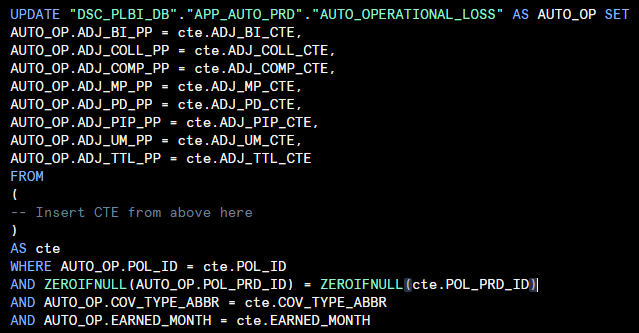 UPDATE "DSC_PLBI_DB"."APP_AUTO_PRD"."AUTO_OPERATIONAL_LOSS" AS AUTO_OP SET
AUTO_OP.ADJ_BI_PP = cte.ADJ_BI_CTE,
AUTO_OP.ADJ_COLL_PP = cte.ADJ_COLL_CTE,
AUTO_OP.ADJ_COMP_PP = cte.ADJ_COMP_CTE,
AUTO_OP.ADJ_MP_PP = cte.ADJ_MP_CTE,
AUTO_OP.ADJ_PD_PP = cte.ADJ_PD_CTE,
AUTO_OP.ADJ_PIP_PP = cte.ADJ_PIP_CTE,
AUTO_OP.ADJ_UM_PP = cte.ADJ_UM_CTE,
AUTO_OP.ADJ_TTL_PP = cte.ADJ_TTL_CTE
FROM
(
-- Insert CTE from above here
)
AS cte
WHERE AUTO_OP.POL_ID = cte.POL_ID
AND ZEROIFNULL(AUTO_OP.POL_PRD_ID) = ZEROIFNULL(cte.POL_PRD_ID)
AND AUTO_OP.COV_TYPE_ABBR = cte.COV_TYPE_ABBR
AND AUTO_OP.EARNED_MONTH = cte.EARNED_MONTH